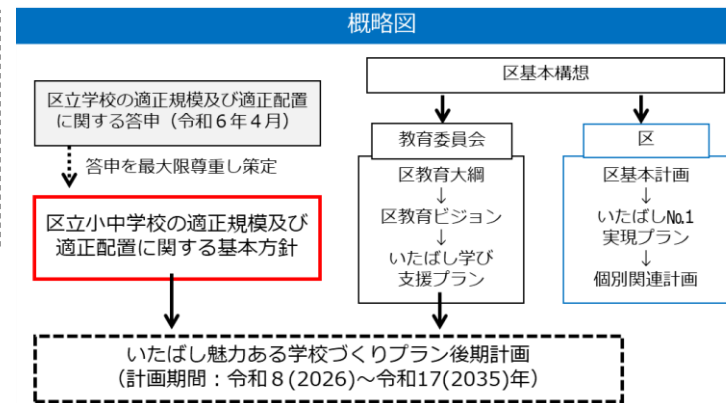 概略図
区立学校の適正規模及び適正配置
に関する答申（令和６年４月）
答申を最大限尊重し策定
区立小中学校の適正規模及び
適正配置に関する基本方針
区基本構想
教育委員会
区教育大綱
↓
区教育ビジョン
↓
いたばし学び
支援プラン
区
区基本計画
↓
いたばし№1
実現プラン
↓
個別関連計画
いたばし魅力ある学校づくりプラン後期計画
（計画期間：令和８(2026)～令和17(2035)年）